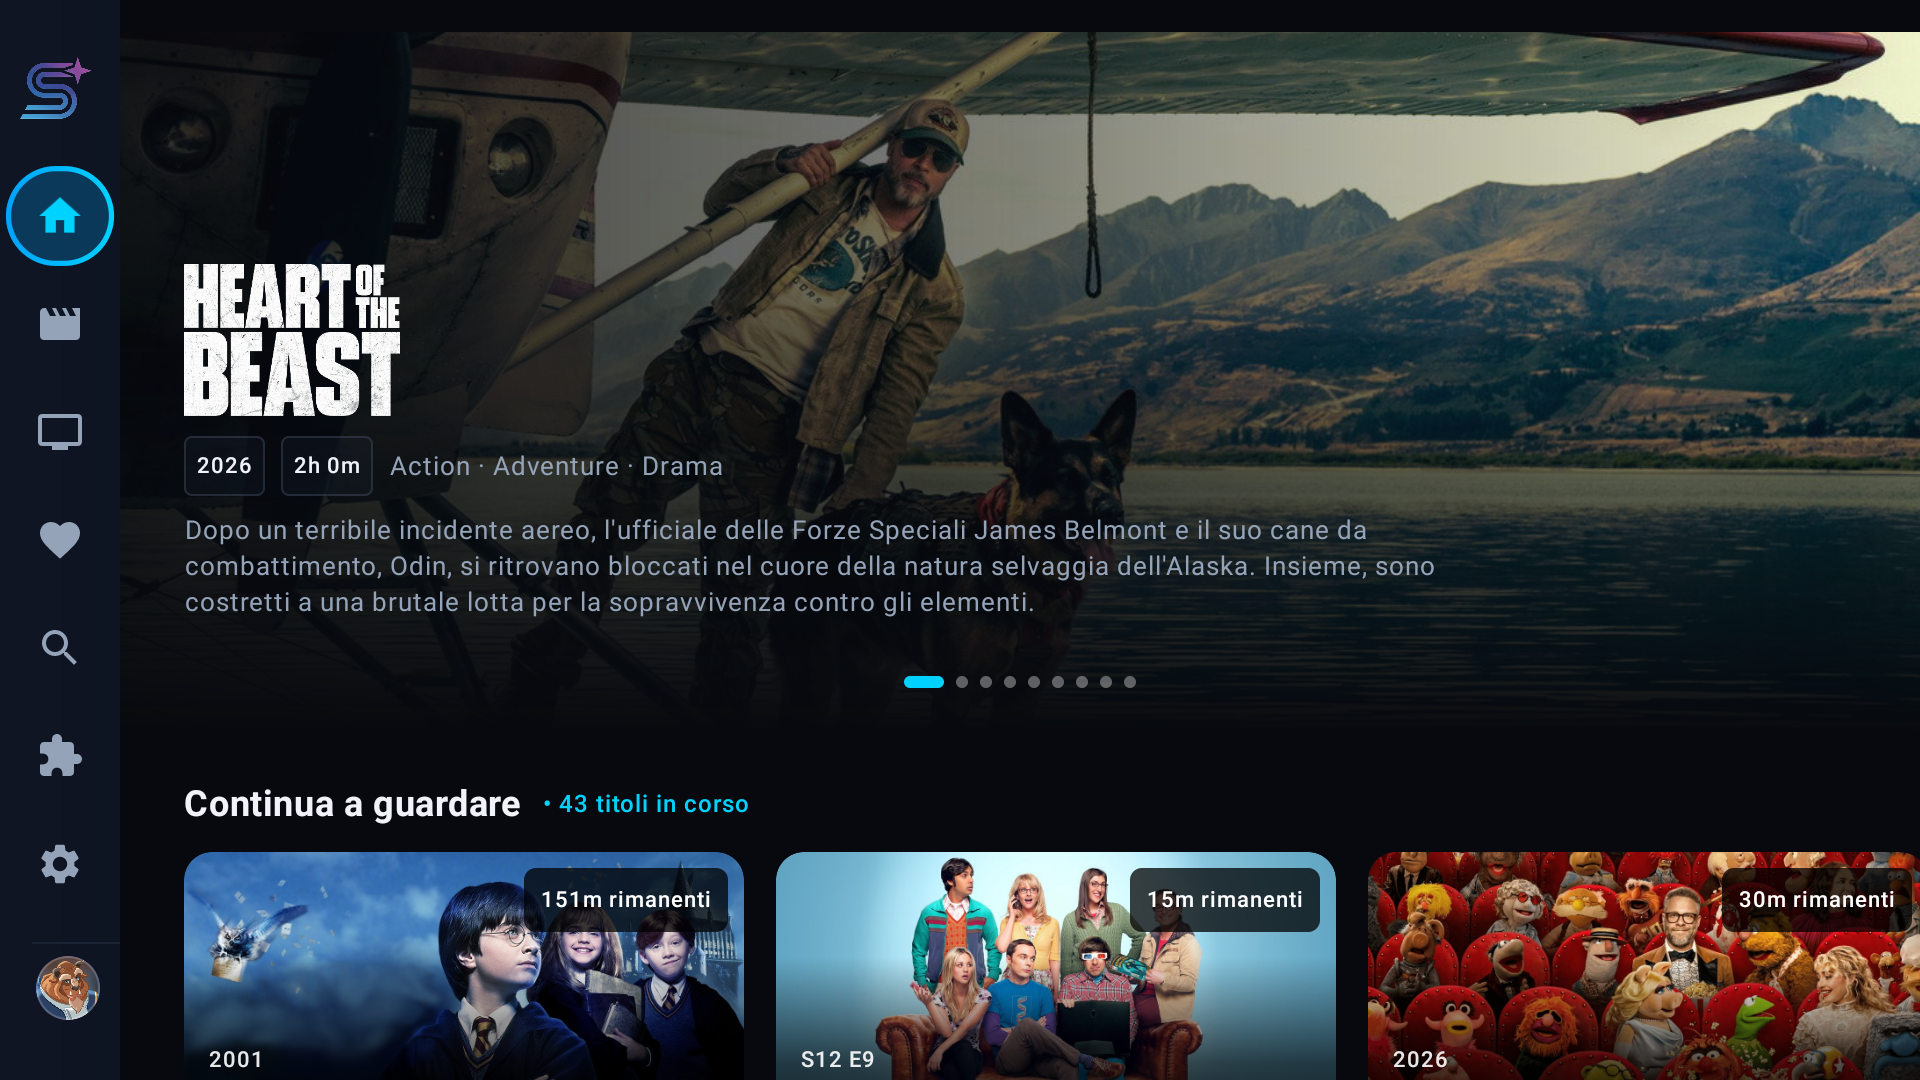 HEART OF THE
BEAST
2026
2h 0m
Action · Adventure · Drama
Dopo un terribile incidente aereo, l'ufficiale delle Forze Speciali James Belmont e il suo cane da
combattimento, Odin, si ritrovano bloccati nel cuore della natura selvaggia dell'Alaska. Insieme, sono
costretti a una brutale lotta per la sopravvivenza contro gli elementi.
Continua a guardare
• 43 titoli in corso
151m rimanenti
15m rimanenti
30m rimanenti
2001
S12 E9
2026